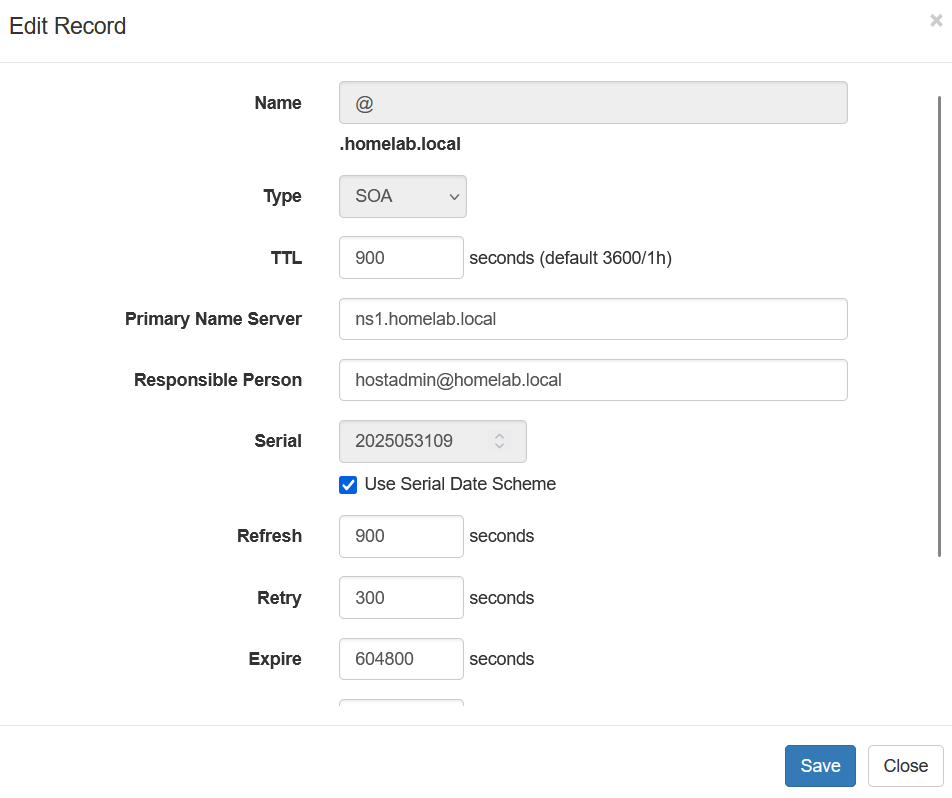 Edit Record
×
Name @
.homelab.local
Type SOA
TTL 900 seconds (default 3600/1h)
Primary Name Server ns1.homelab.local
Responsible Person hostadmin@homelab.local
Serial 2025053109
Use Serial Date Scheme
Refresh 900 seconds
Retry 300 seconds
Expire 604800 seconds
Save Close